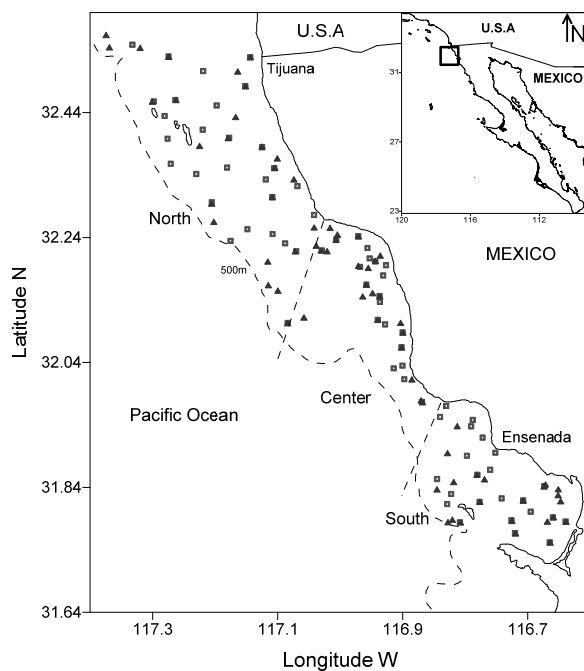 U.S.A
U.S.A
N
Tijuana
31
MEXICO
32.44
27
23
120
116
112
North
32.24
MEXICO
500m
Latitude N
32.04
Center
Pacific Ocean
Ensenada
31.84
South
31.64
117.3
117.1
116.9
116.7
Longitude W